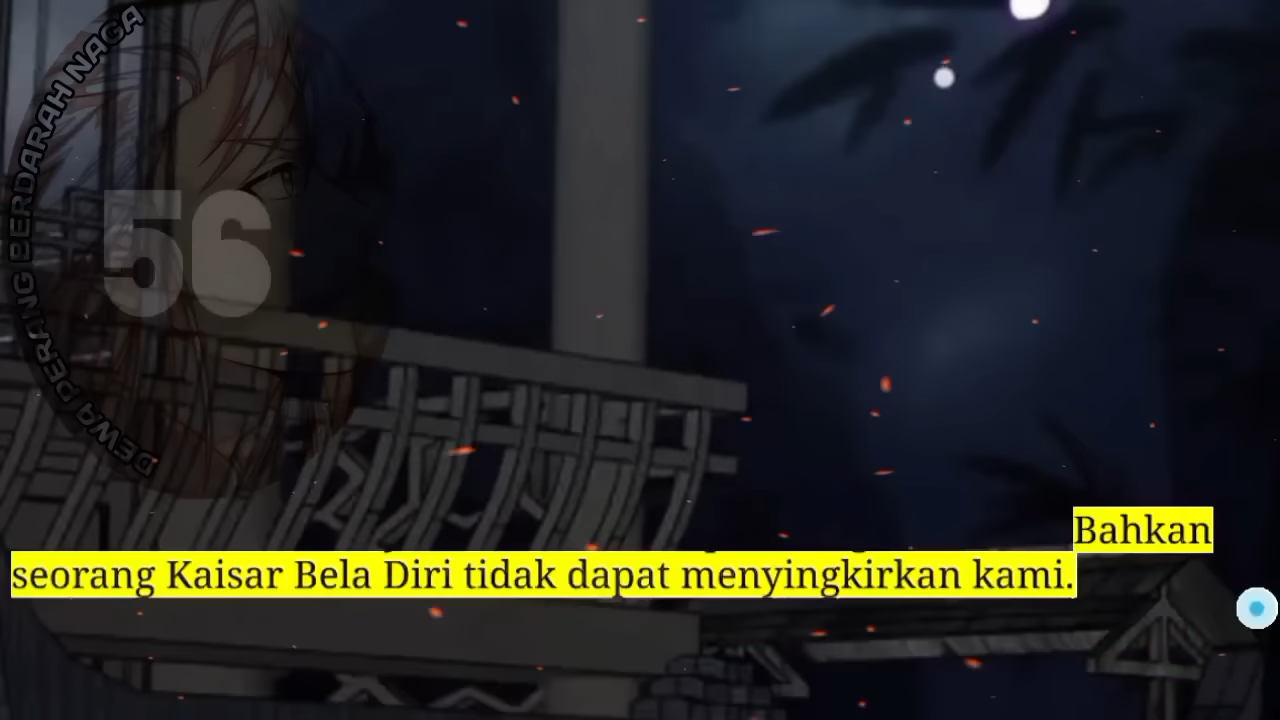 DEWA PERANG BERDARAH NAGA
56
Bahkan
seorang Kaisar Bela Diri tidak dapat menyingkirkan kami.